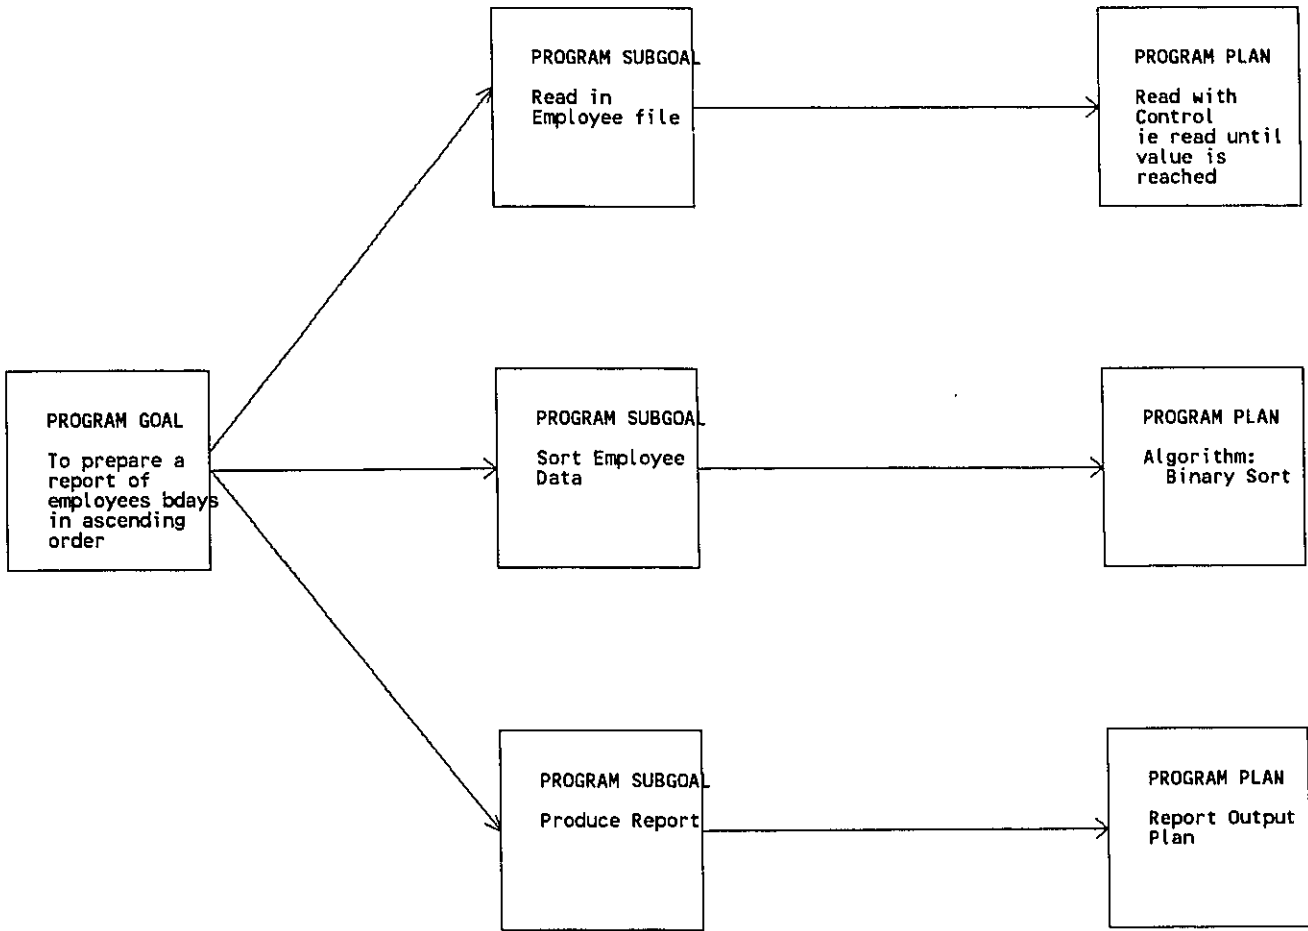 PROGRAM SUBGOAL
Read in
Employee file
PROGRAM PLAN
Read with
Control
ie read until
value is
reached
PROGRAM GOAL
To prepare a
report of
employees bdays
in ascending
order
PROGRAM SUBGOAL
Sort Employee
Data
PROGRAM PLAN
Algorithm:
Binary Sort
PROGRAM SUBGOAL
Produce Report
PROGRAM PLAN
Report Output
Plan